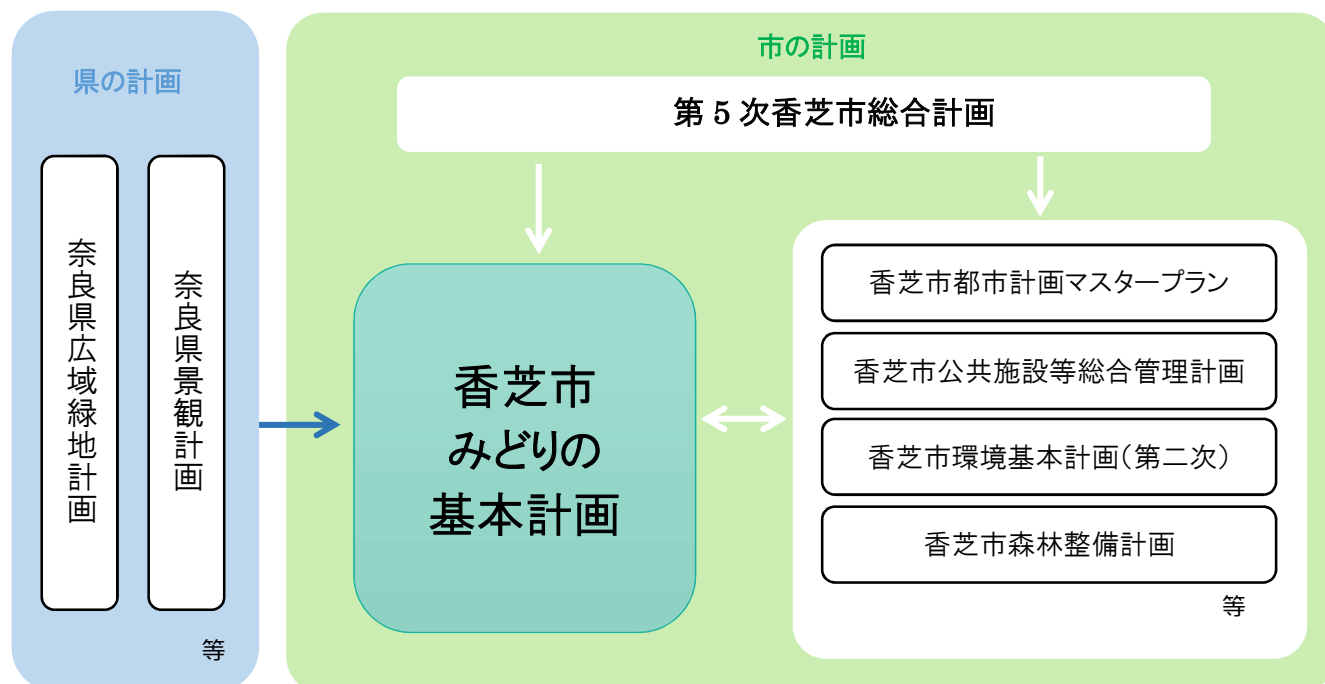 県の計画
奈良県広域緑地計画
奈良県景観計画
等
市の計画
第5次香芝市総合計画
香芝市
みどりの
基本計画
香芝市都市計画マスタープラン
香芝市公共施設等総合管理計画
香芝市環境基本計画(第二次)
香芝市森林整備計画
等